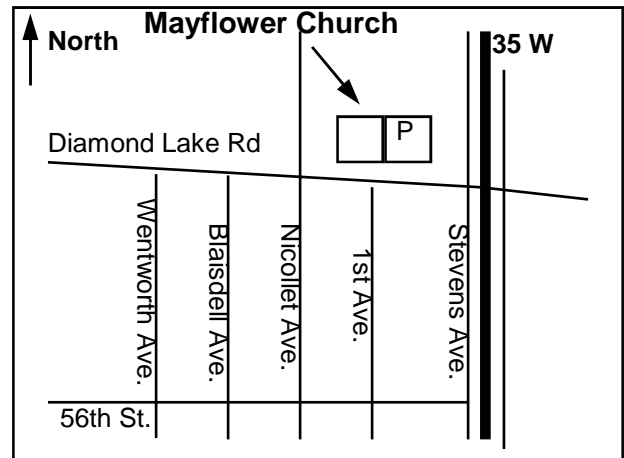 Mayflower Church
North
35 W
P
Diamond Lake Rd
Wentworth Ave.
Blaisdell Ave.
Nicollet Ave.
1st Ave.
Stevens Ave.
56th St.